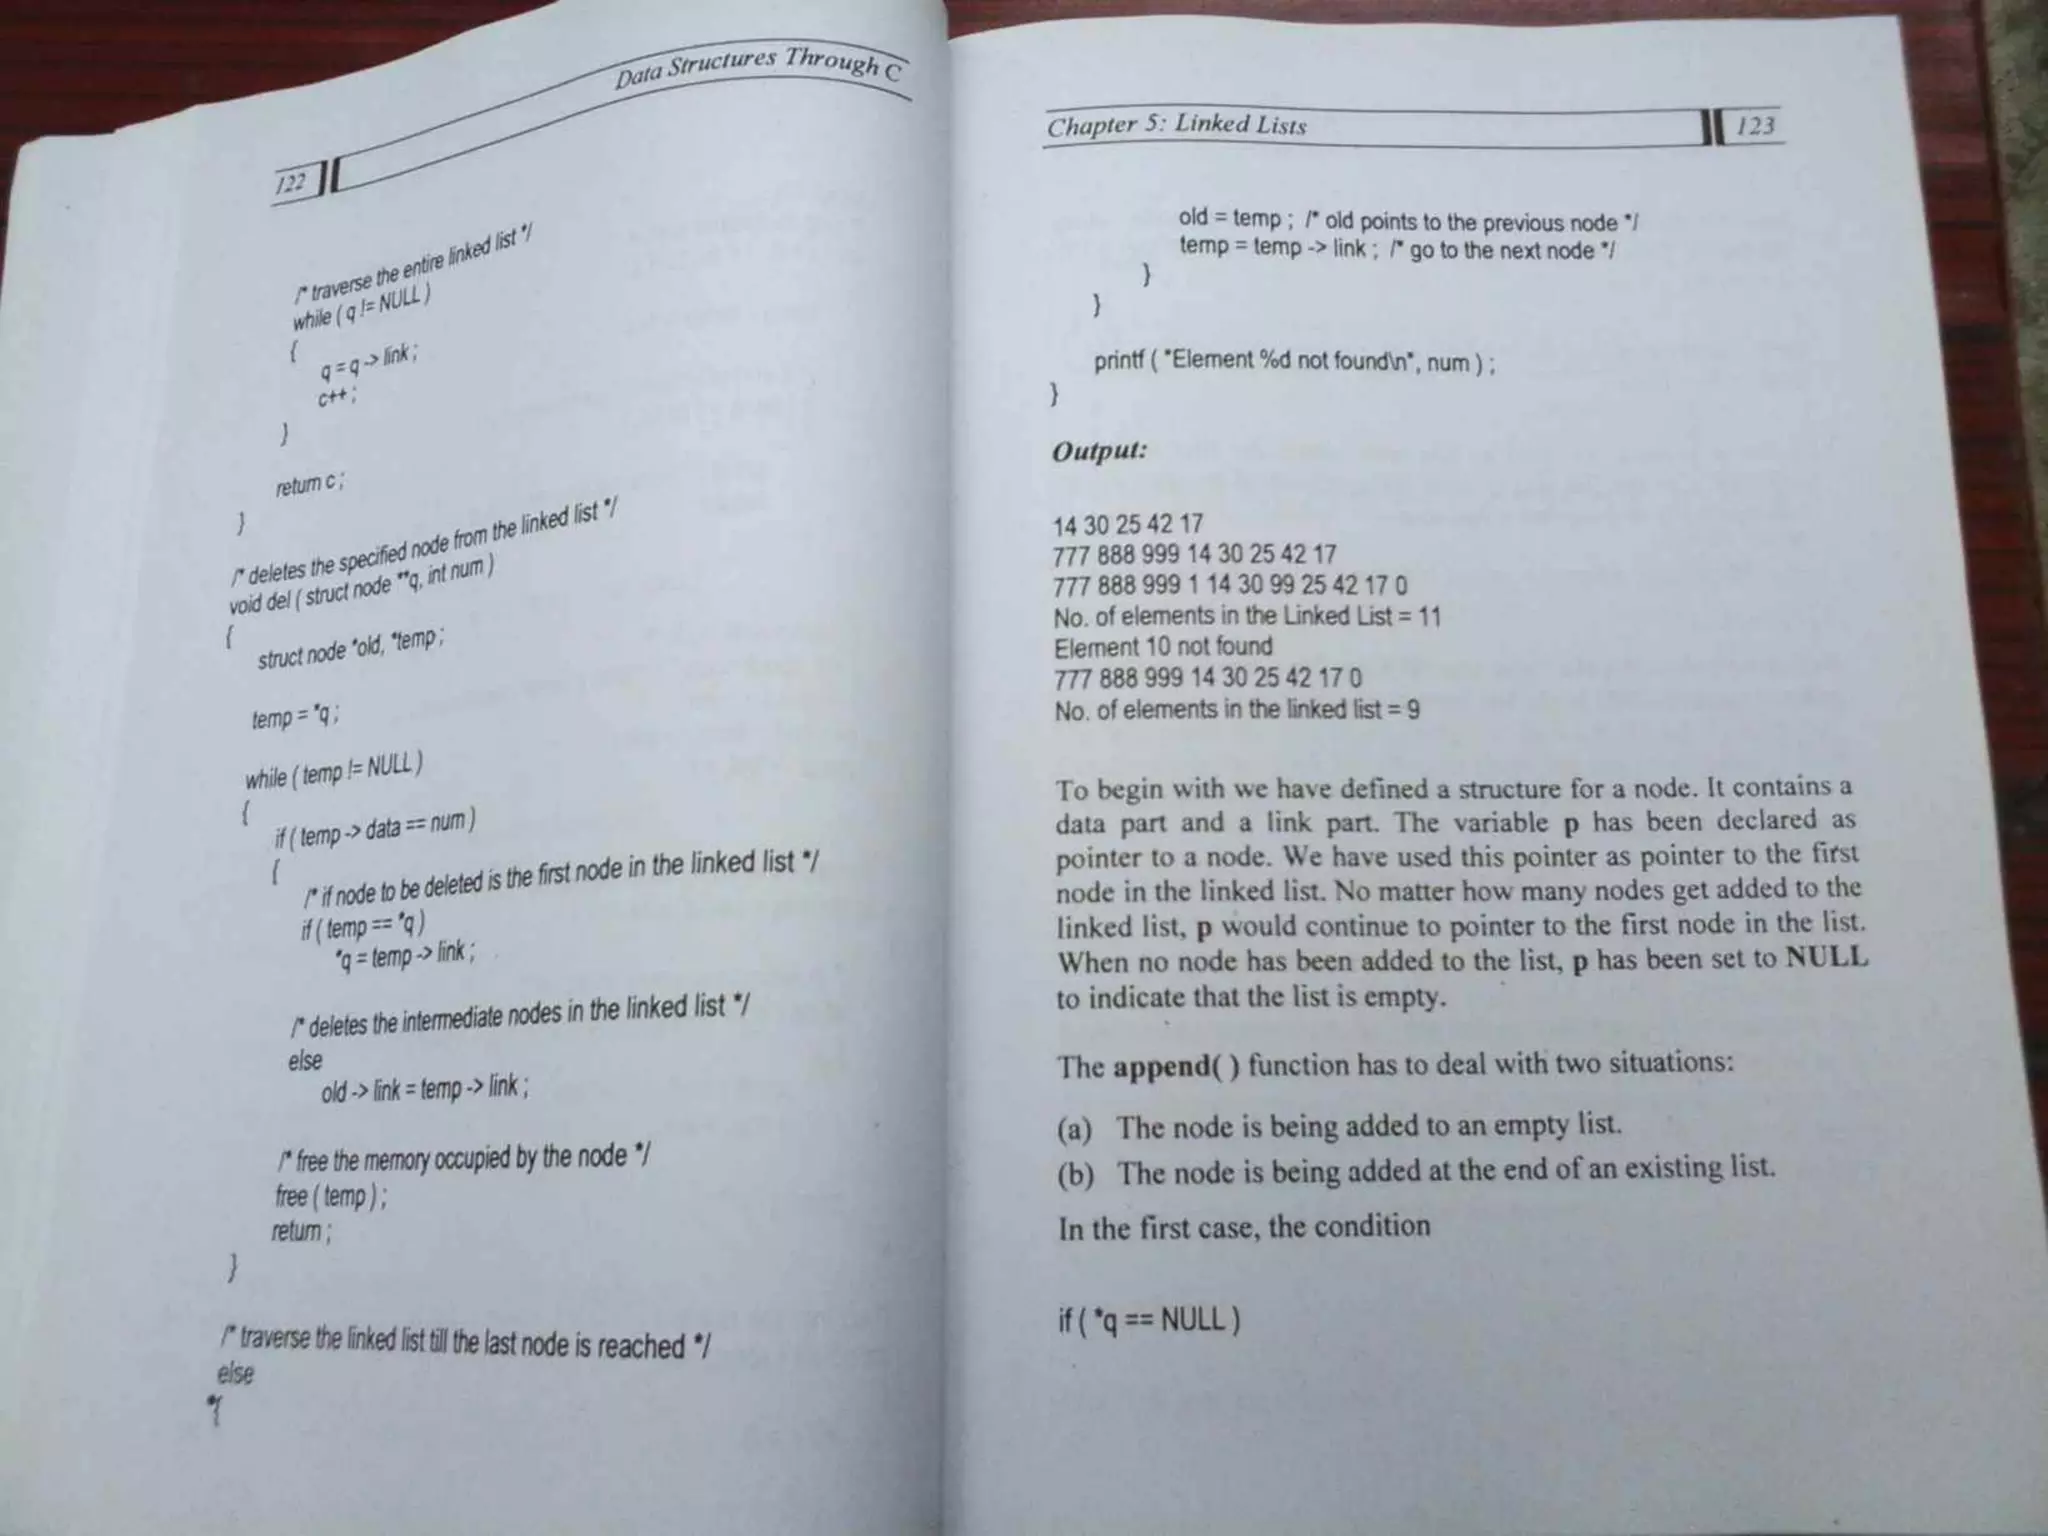 Data Structures Through C
122
/* traverse the entire linked list */
while ( q != NULL )
{
q = q -> link ;
c++ ;
}
return c ;
}
/* deletes the specified node from the linked list */
void del ( struct node **q, int num )
{
struct node *old, *temp ;
temp = *q ;
while ( temp != NULL )
{
if ( temp -> data == num )
{
/* if node to be deleted is the first node in the linked list */
if ( temp == *q )
*q = temp -> link ;
/* deletes the intermediate nodes in the linked list */
else
old -> link = temp -> link ;
/* free the memory occupied by the node */
free ( temp ) ;
return ;
}
/* traverse the linked list till the last node is reached */
else
{
Chapter 5: Linked Lists 123
old = temp ; /* old points to the previous node */
temp = temp -> link ; /* go to the next node */
}
}
printf ( "Element %d not found\n", num ) ;
}
Output:
14 30 25 42 17
777 888 999 14 30 25 42 17
777 888 999 1 14 30 99 25 42 17 0
No. of elements in the Linked List = 11
Element 10 not found
777 888 999 14 30 25 42 17 0
No. of elements in the linked list = 9
To begin with we have defined a structure for a node. It contains a
data part and a link part. The variable p has been declared as
pointer to a node. We have used this pointer as pointer to the first
node in the linked list. No matter how many nodes get added to the
linked list, p would continue to pointer to the first node in the list.
When no node has been added to the list, p has been set to NULL
to indicate that the list is empty.
The append( ) function has to deal with two situations:
(a) The node is being added to an empty list.
(b) The node is being added at the end of an existing list.
In the first case, the condition
if ( *q == NULL )